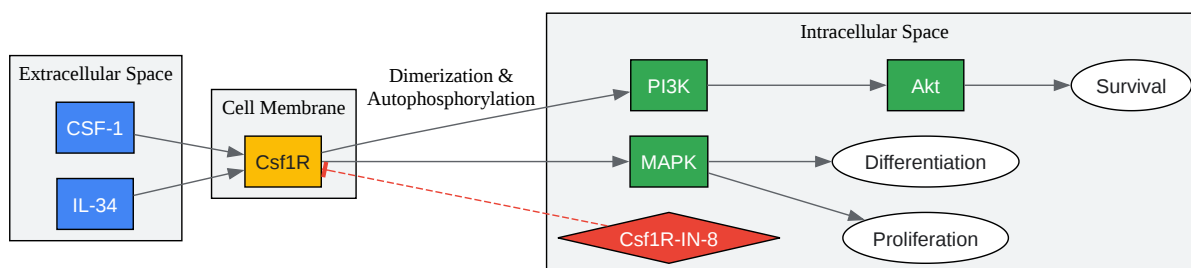 Extracellular Space
CSF-1
IL-34
Cell Membrane
Csf1R
Dimerization &
Autophosphorylation
Intracellular Space
PI3K
Akt
Survival
MAPK
Differentiation
Csf1R-IN-8
Proliferation